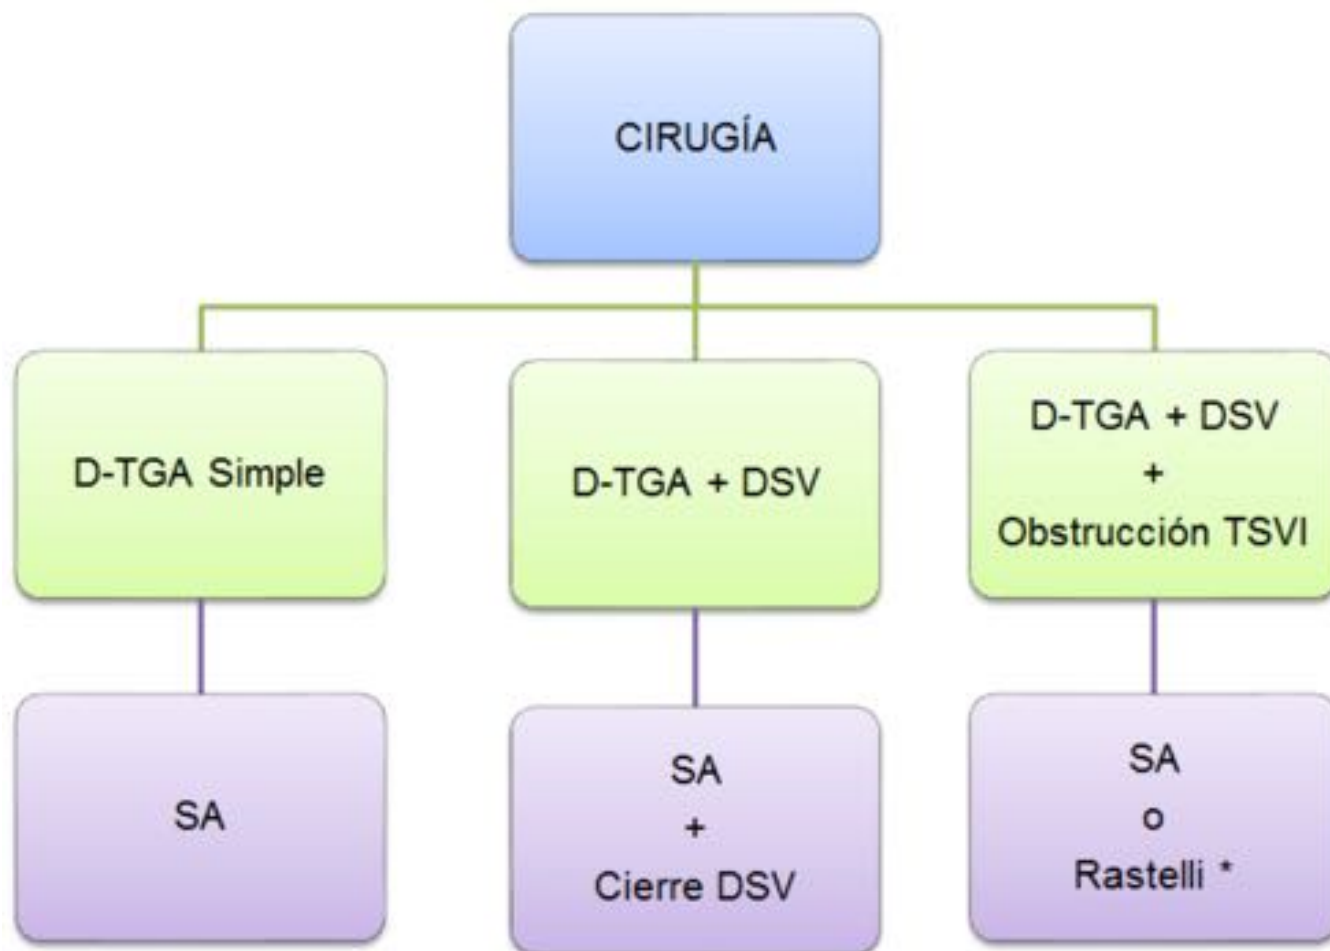 CIRUGÍA
D-TGA Simple
D-TGA + DSV
D-TGA + DSV
+
Obstrucción TSVI
SA
SA
+
Cierre DSV
SA
o
Rastelli *